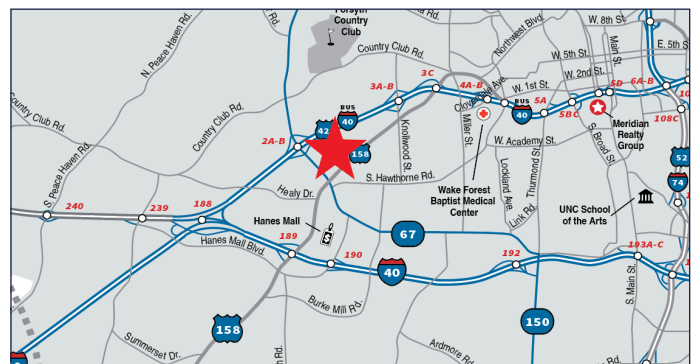 Forsyth
Country
Club
Rd.
Northwest Blvd.
W. 8th St.
N. Peace Haven Rd.
Country Club Rd.
Main St.
E. 5th St
W. 5th St.
W. 2nd St.
W. 1st St.
3C
4A-B
5D
6A-B
3A-B
Cloverdale Ave.
BUS
40
BUS
40
5A
5BC
108C
10
Country Club Rd.
Country Club Rd.
421
Meridian
Realty
Group
2A-B
158
Knollwood St.
Miller St.
W. Academy St.
S. Broad St.
52
S. Peace Haven Rd.
S. Hawthorne Rd.
Lockland Ave.
Thurmond St.
74
Healy Dr.
Wake Forest
Baptist Medical
Center
Link Rd.
UNC School
of the Arts
240
239
188
Hanes Mall
67
Hanes Mall Blvd.
189
190
40
192
193A-C
S. Main St.
Burke Mill Rd.
158
150
Summerset Dr.
Rd.
Ardmore Rd.
Rd.